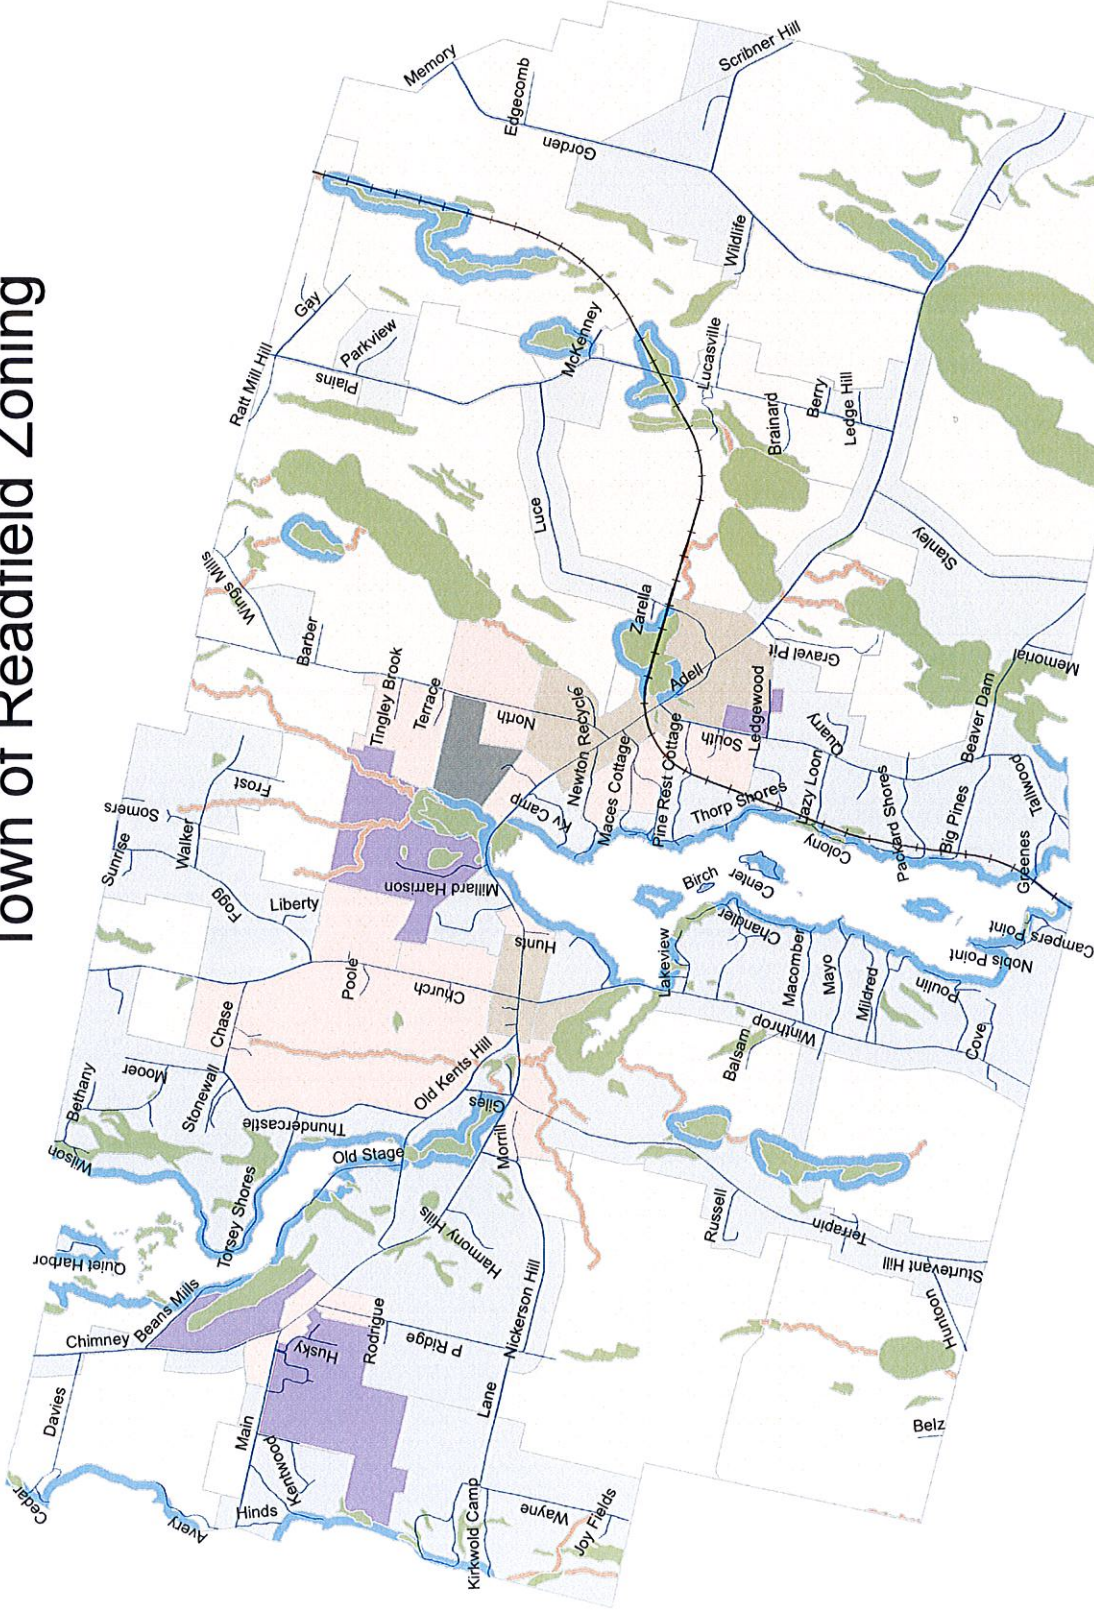 Town of Readfield Zoning
Memory
Scribner Hill
Edgecomb
Gorden
Wildlife
Gay
Parkview
Ratt Mill Hill
Plains
McKenney
Lucasville
Berry
Ledge Hill
Brainard
Luce
Stanley
Wings Mills
Barber
Zarella
Gravel Pit
Memorial
Tingley Brook
Terrace
North
Newton Recycle
Adell
Ledgewood
South
Quarry
Beaver Dam
Frost
Somers
Sunrise
Walker
Kv Camp
Maces Cottage
Pine Rest Cottage
Thorp Shores
Lazy Loon
Packard Shores
Big Pines
Tallwood
Colony
Greenes
Fogg
Liberty
Millard Harrison
Birch
Center
Hunts
Chandler
Lakeview
Campers Point
Nobis Point
Poole
Church
Chase
Macomber
Mayo
Mildred
Poulin
Winthrop
Balsam
Cove
Bethany
Mooer
Stonewall
Old Kents Hill
Giles
Thundercastle
Old Stage
Morrill
Wilson
Torsey Shores
Quiet Harbor
Harmony Hills
Russell
Terrapin
Sturtevant Hill
Huntoon
Chimney
Beans Mills
Nickerson Hill
Husky
Rodrigue
P Ridge
Davies
Main
Lane
Belz
Kentwood
Cedar
Avery
Hinds
Kirkwold Camp
Wayne
Joy Fields